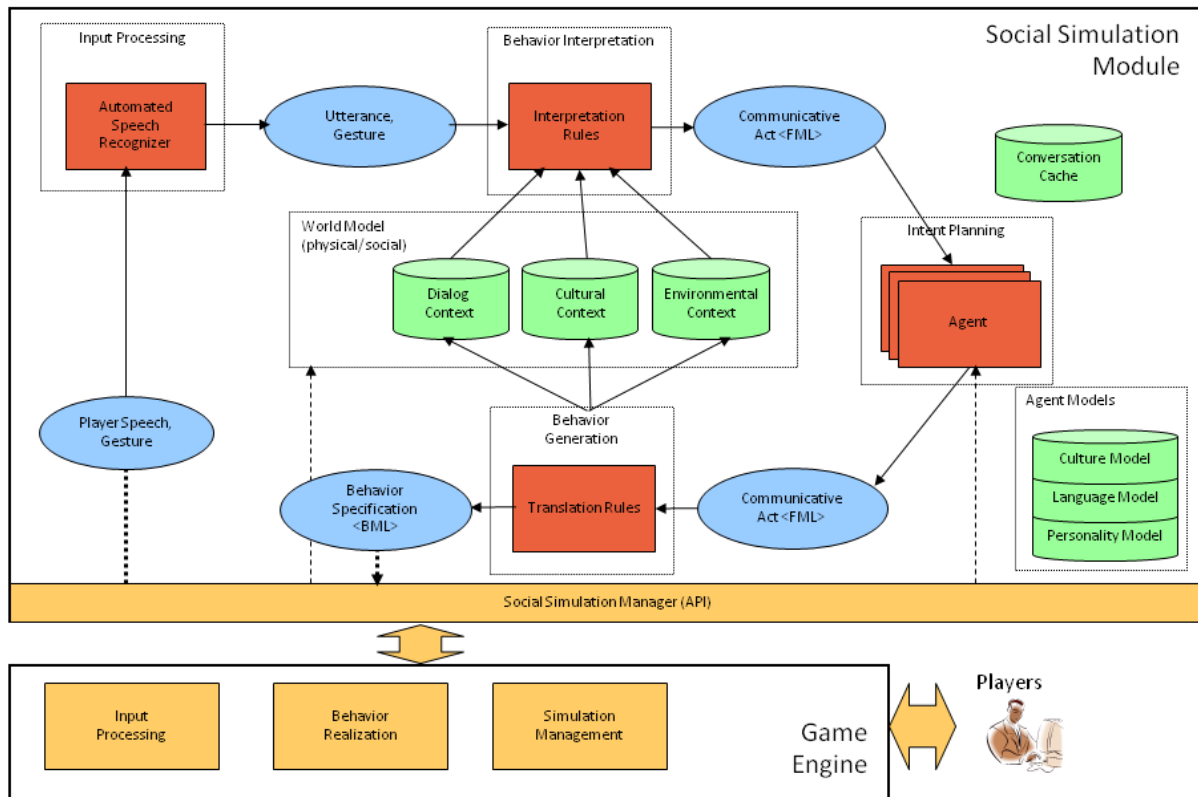 Input Processing
Automated
Speech
Recognizer
Utterance,
Gesture
Behavior Interpretation
Interpretation
Rules
Communicative
Act <FML>
Social Simulation
Module
Conversation
Cache
World Model
(physical/social)
Dialog
Context
Cultural
Context
Environmental
Context
Intent Planning
Agent
Player Speech,
Gesture
Behavior
Specification
<BML>
Behavior
Generation
Translation Rules
Communicative
Act <FML>
Agent Models
Culture Model
Language Model
Personality Model
Social Simulation Manager (API)
Input
Processing
Behavior
Realization
Simulation
Management
Game
Engine
Players